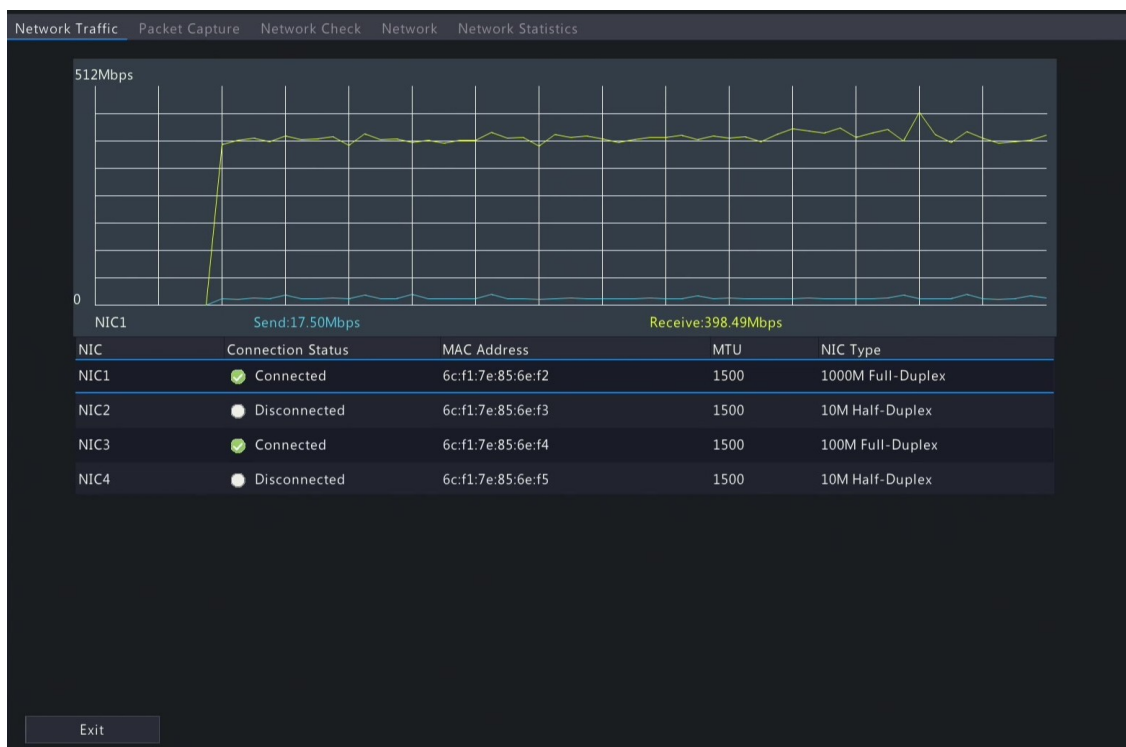 Network Traffic Packet Capture Network Check Network Network Statistics
512Mbps
0
NIC1 Send:17.50Mbps Receive:398.49Mbps
NIC Connection Status MAC Address MTU NIC Type
NIC1 Connected 6c:f1:7e:85:6e:f2 1500 1000M Full-Duplex
NIC2 Disconnected 6c:f1:7e:85:6e:f3 1500 10M Half-Duplex
NIC3 Connected 6c:f1:7e:85:6e:f4 1500 100M Full-Duplex
NIC4 Disconnected 6c:f1:7e:85:6e:f5 1500 10M Half-Duplex
Exit